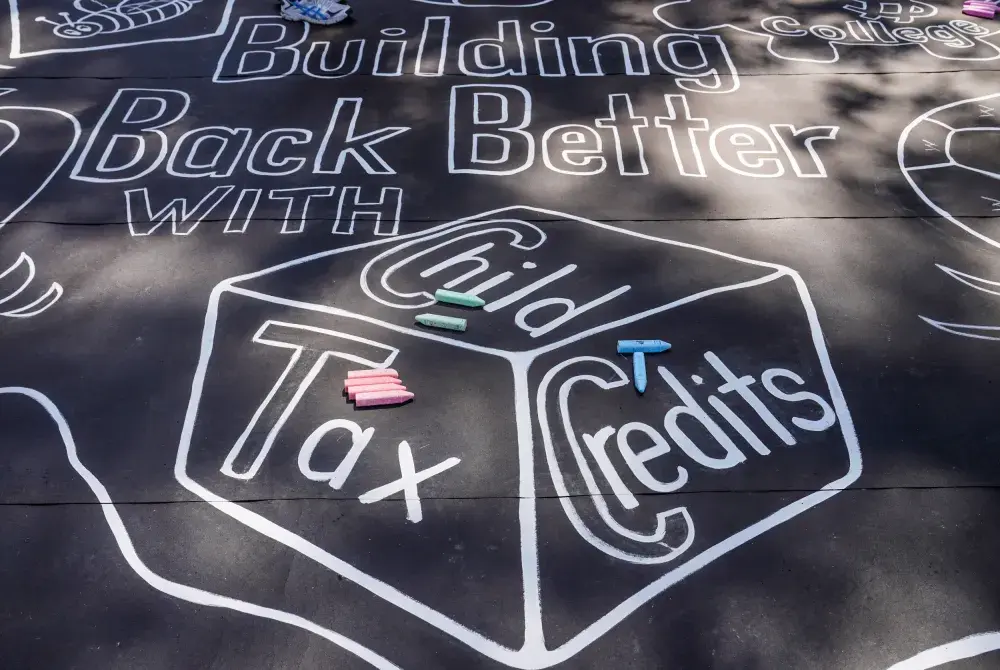 College
Building
Back Better
WITH
Child
Tax
Credits